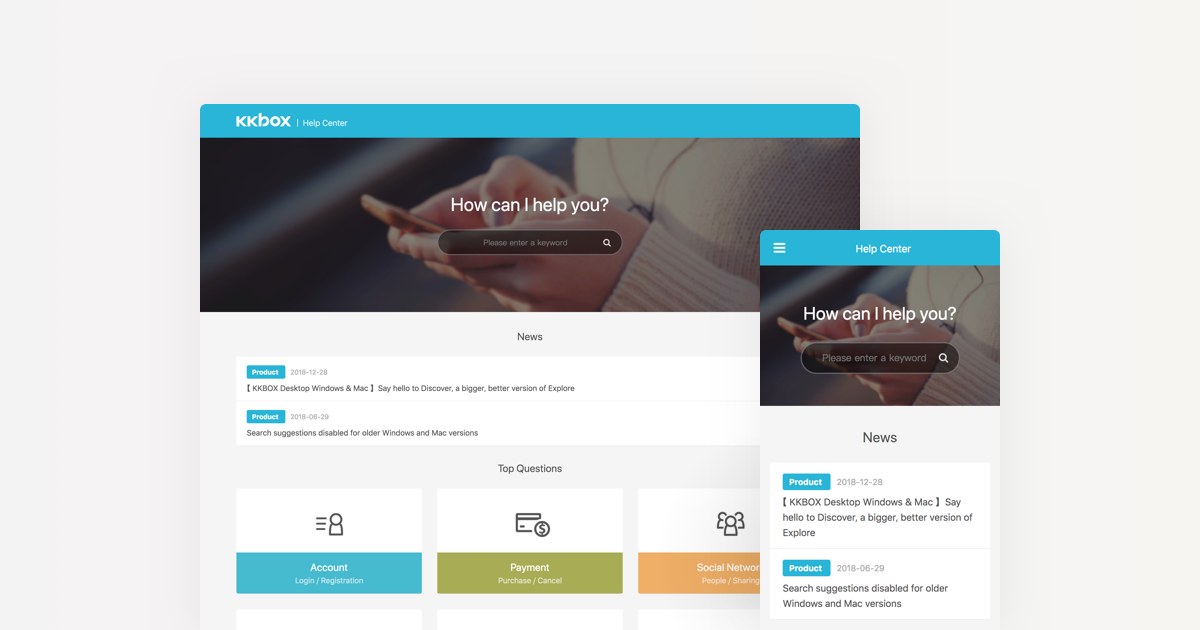 KKBOX | Help Center
How can I help you?
Please enter a keyword
News
Product 2018-12-28
【 KKBOX Desktop Windows & Mac 】 Say hello to Discover, a bigger, better version of Explore
Product 2018-06-29
Search suggestions disabled for older Windows and Mac versions
Top Questions
Account
Login / Registration
Payment
Purchase / Cancel
Social Networ
People / Sharing
Help Center
How can I help you?
Please enter a keyword
News
Product 2018-12-28
【 KKBOX Desktop Windows & Mac 】 Say
hello to Discover, a bigger, better version of
Explore
Product 2018-06-29
Search suggestions disabled for older
Windows and Mac versions